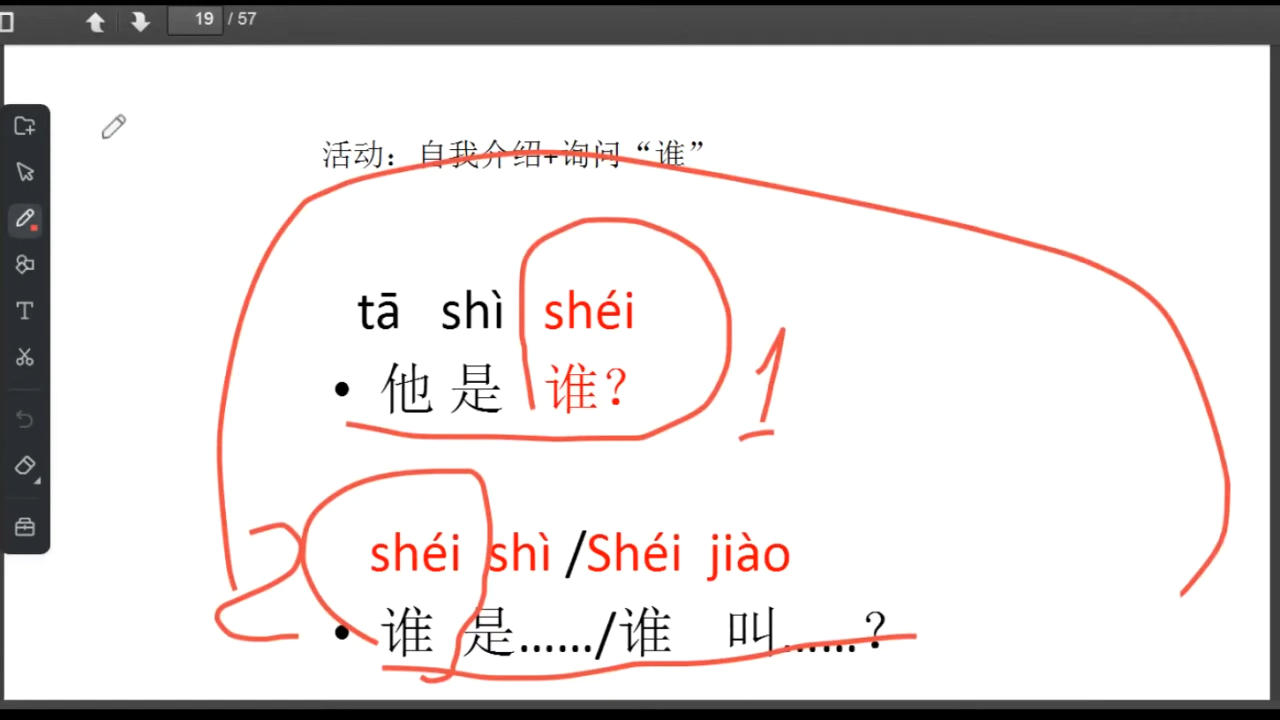 19 / 57
活动：自我介绍+询问“谁”
tā shì shéi
• 他 是 谁？
1
shéi shì /Shéi jiào
2
• 谁 是……/谁 叫……？
T